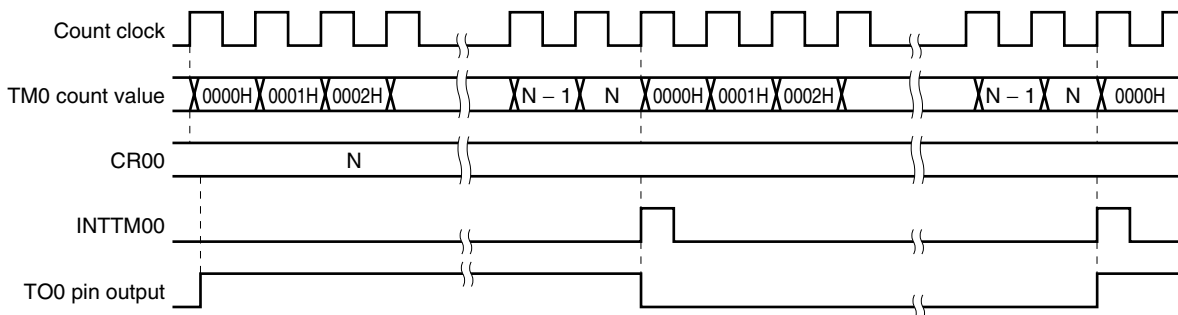 Count clock
TM0 count value 0000H 0001H 0002H N – 1 N 0000H 0001H 0002H N – 1 N 0000H
CR00 N
INTTM00
TO0 pin output